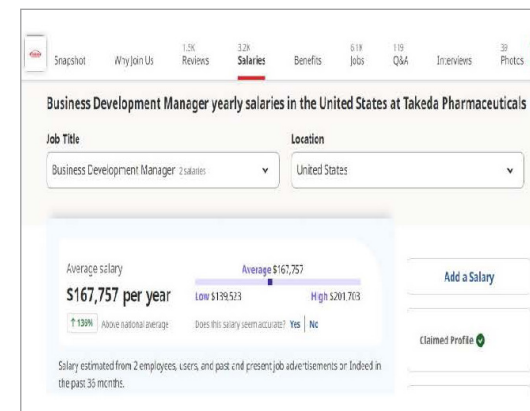 Snapshot
Why Join Us
1.5K
Reviews
3.2K
Salaries
Benefits
618
Jobs
119
Q&A
Interviews
39
Photos
Business Development Manager yearly salaries in the United States at Takeda Pharmaceuticals
Job Title
Location
Business Development Manager 2 salaries
United States
Average salary
$167,757 per year
↑ 136% Above national average
Average $167,757
Low $139,523 High $201,703
Does this salary seem accurate? Yes | No
Salary estimated from 2 employees, users, and past and present job advertisements on Indeed in
the past 36 months.
Add a Salary
Claimed Profile